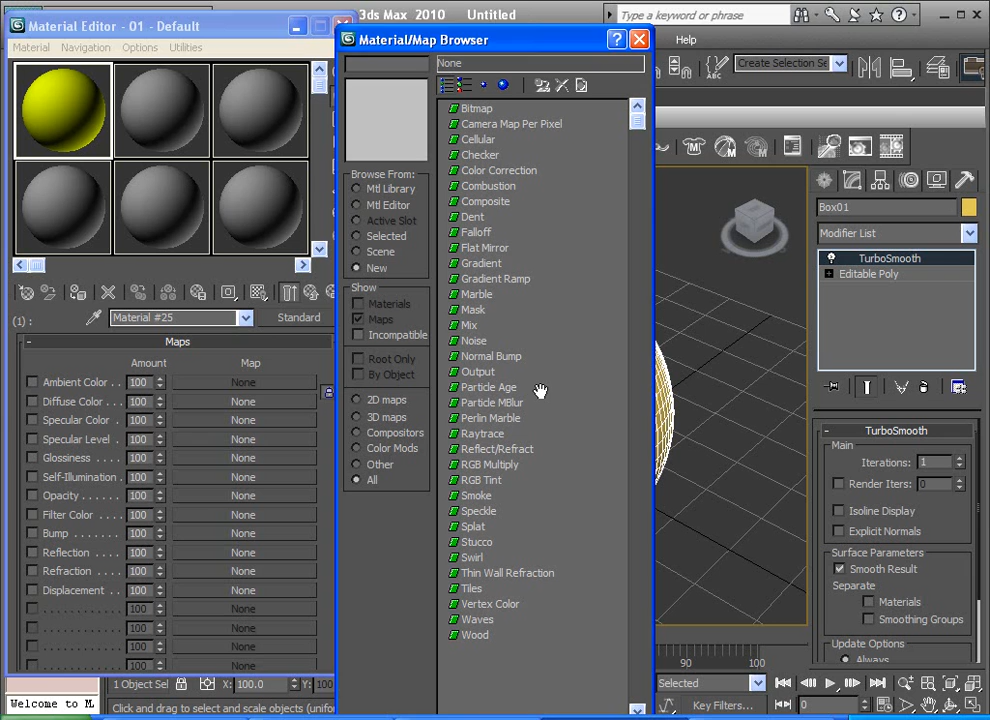 3ds Max 2010 Untitled
Type a keyword or phrase
Material Editor - 01 - Default
Material Navigation Options Utilities
Material/Map Browser
Help
None
Create Selection Se
Browse From:
Mtl Library
Mtl Editor
Active Slot
Selected
Scene
New
Show
Materials
Maps
Incompatible
Root Only
By Object
2D maps
3D maps
Compositors
Color Mods
Other
All
Bitmap
Camera Map Per Pixel
Cellular
Checker
Color Correction
Combustion
Composite
Dent
Falloff
Flat Mirror
Gradient
Gradient Ramp
Marble
Mask
Mix
Noise
Normal Bump
Output
Particle Age
Particle MBlur
Perlin Marble
Raytrace
Reflect/Refract
RGB Multiply
RGB Tint
Smoke
Speckle
Splat
Stucco
Swirl
Thin Wall Refraction
Tiles
Vertex Color
Waves
Wood
(1) :
Material #25
Standard
- Maps
Amount Map
Ambient Color . . 100 None
Diffuse Color . . . 100 None
Specular Color . 100 None
Specular Level . 100 None
Glossiness . . . . 100 None
Self-Illumination . 100 None
Opacity . . . . . . 100 None
Filter Color . . . . 100 None
Bump . . . . . . . 100 None
Reflection . . . . 100 None
Refraction . . . . 100 None
Displacement . . 100 None
. . . . . . . . . . . . 100 None
. . . . . . . . . . . . 100 None
. . . . . . . . . . . . 100 None
. . . . . . . . . . . . 100 None
Box01
Modifier List
TurboSmooth
Editable Poly
- TurboSmooth
Main
Iterations: 1
Render Iters: 0
Isoline Display
Explicit Normals
Surface Parameters
Smooth Result
Separate
Materials
Smoothing Groups
Update Options
Always
90 100
1 Object Sel
X: 100.0
Y: 100
Selected
Welcome to M
Click and drag to select and scale objects (unifor
Key Filters...
0